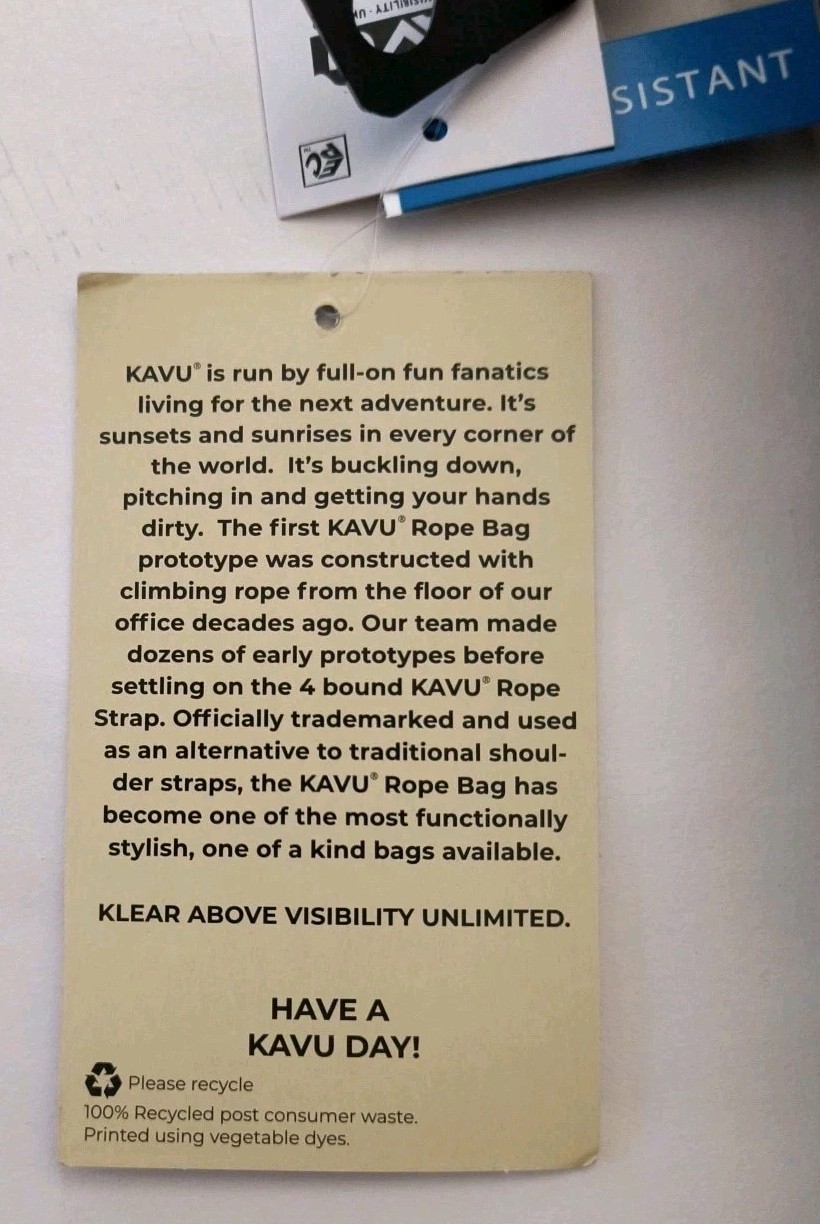 SISTANT
KAVU® is run by full-on fun fanatics
living for the next adventure. It's
sunsets and sunrises in every corner of
the world. It's buckling down,
pitching in and getting your hands
dirty. The first KAVU® Rope Bag
prototype was constructed with
climbing rope from the floor of our
office decades ago. Our team made
dozens of early prototypes before
settling on the 4 bound KAVU® Rope
Strap. Officially trademarked and used
as an alternative to traditional shoul-
der straps, the KAVU® Rope Bag has
become one of the most functionally
stylish, one of a kind bags available.
KLEAR ABOVE VISIBILITY UNLIMITED.
HAVE A
KAVU DAY!
Please recycle
100% Recycled post consumer waste.
Printed using vegetable dyes.